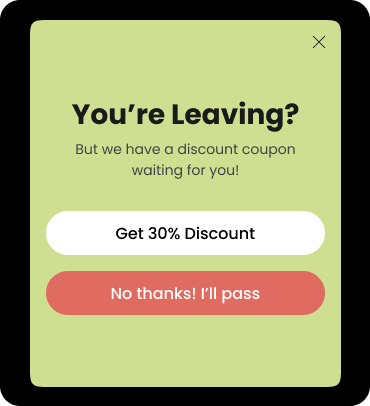 You’re Leaving?
But we have a discount coupon
waiting for you!
Get 30% Discount
No thanks! I’ll pass